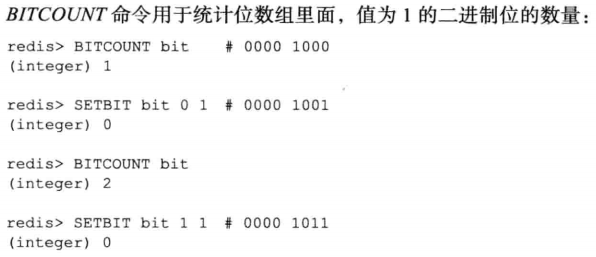 BITCOUNT 命令用于统计位数组里面，值为 1 的二进制位的数量：
redis> BITCOUNT bit    # 0000 1000
(integer) 1
redis> SETBIT bit 0 1  # 0000 1001
(integer) 0
redis> BITCOUNT bit
(integer) 2
redis> SETBIT bit 1 1  # 0000 1011
(integer) 0